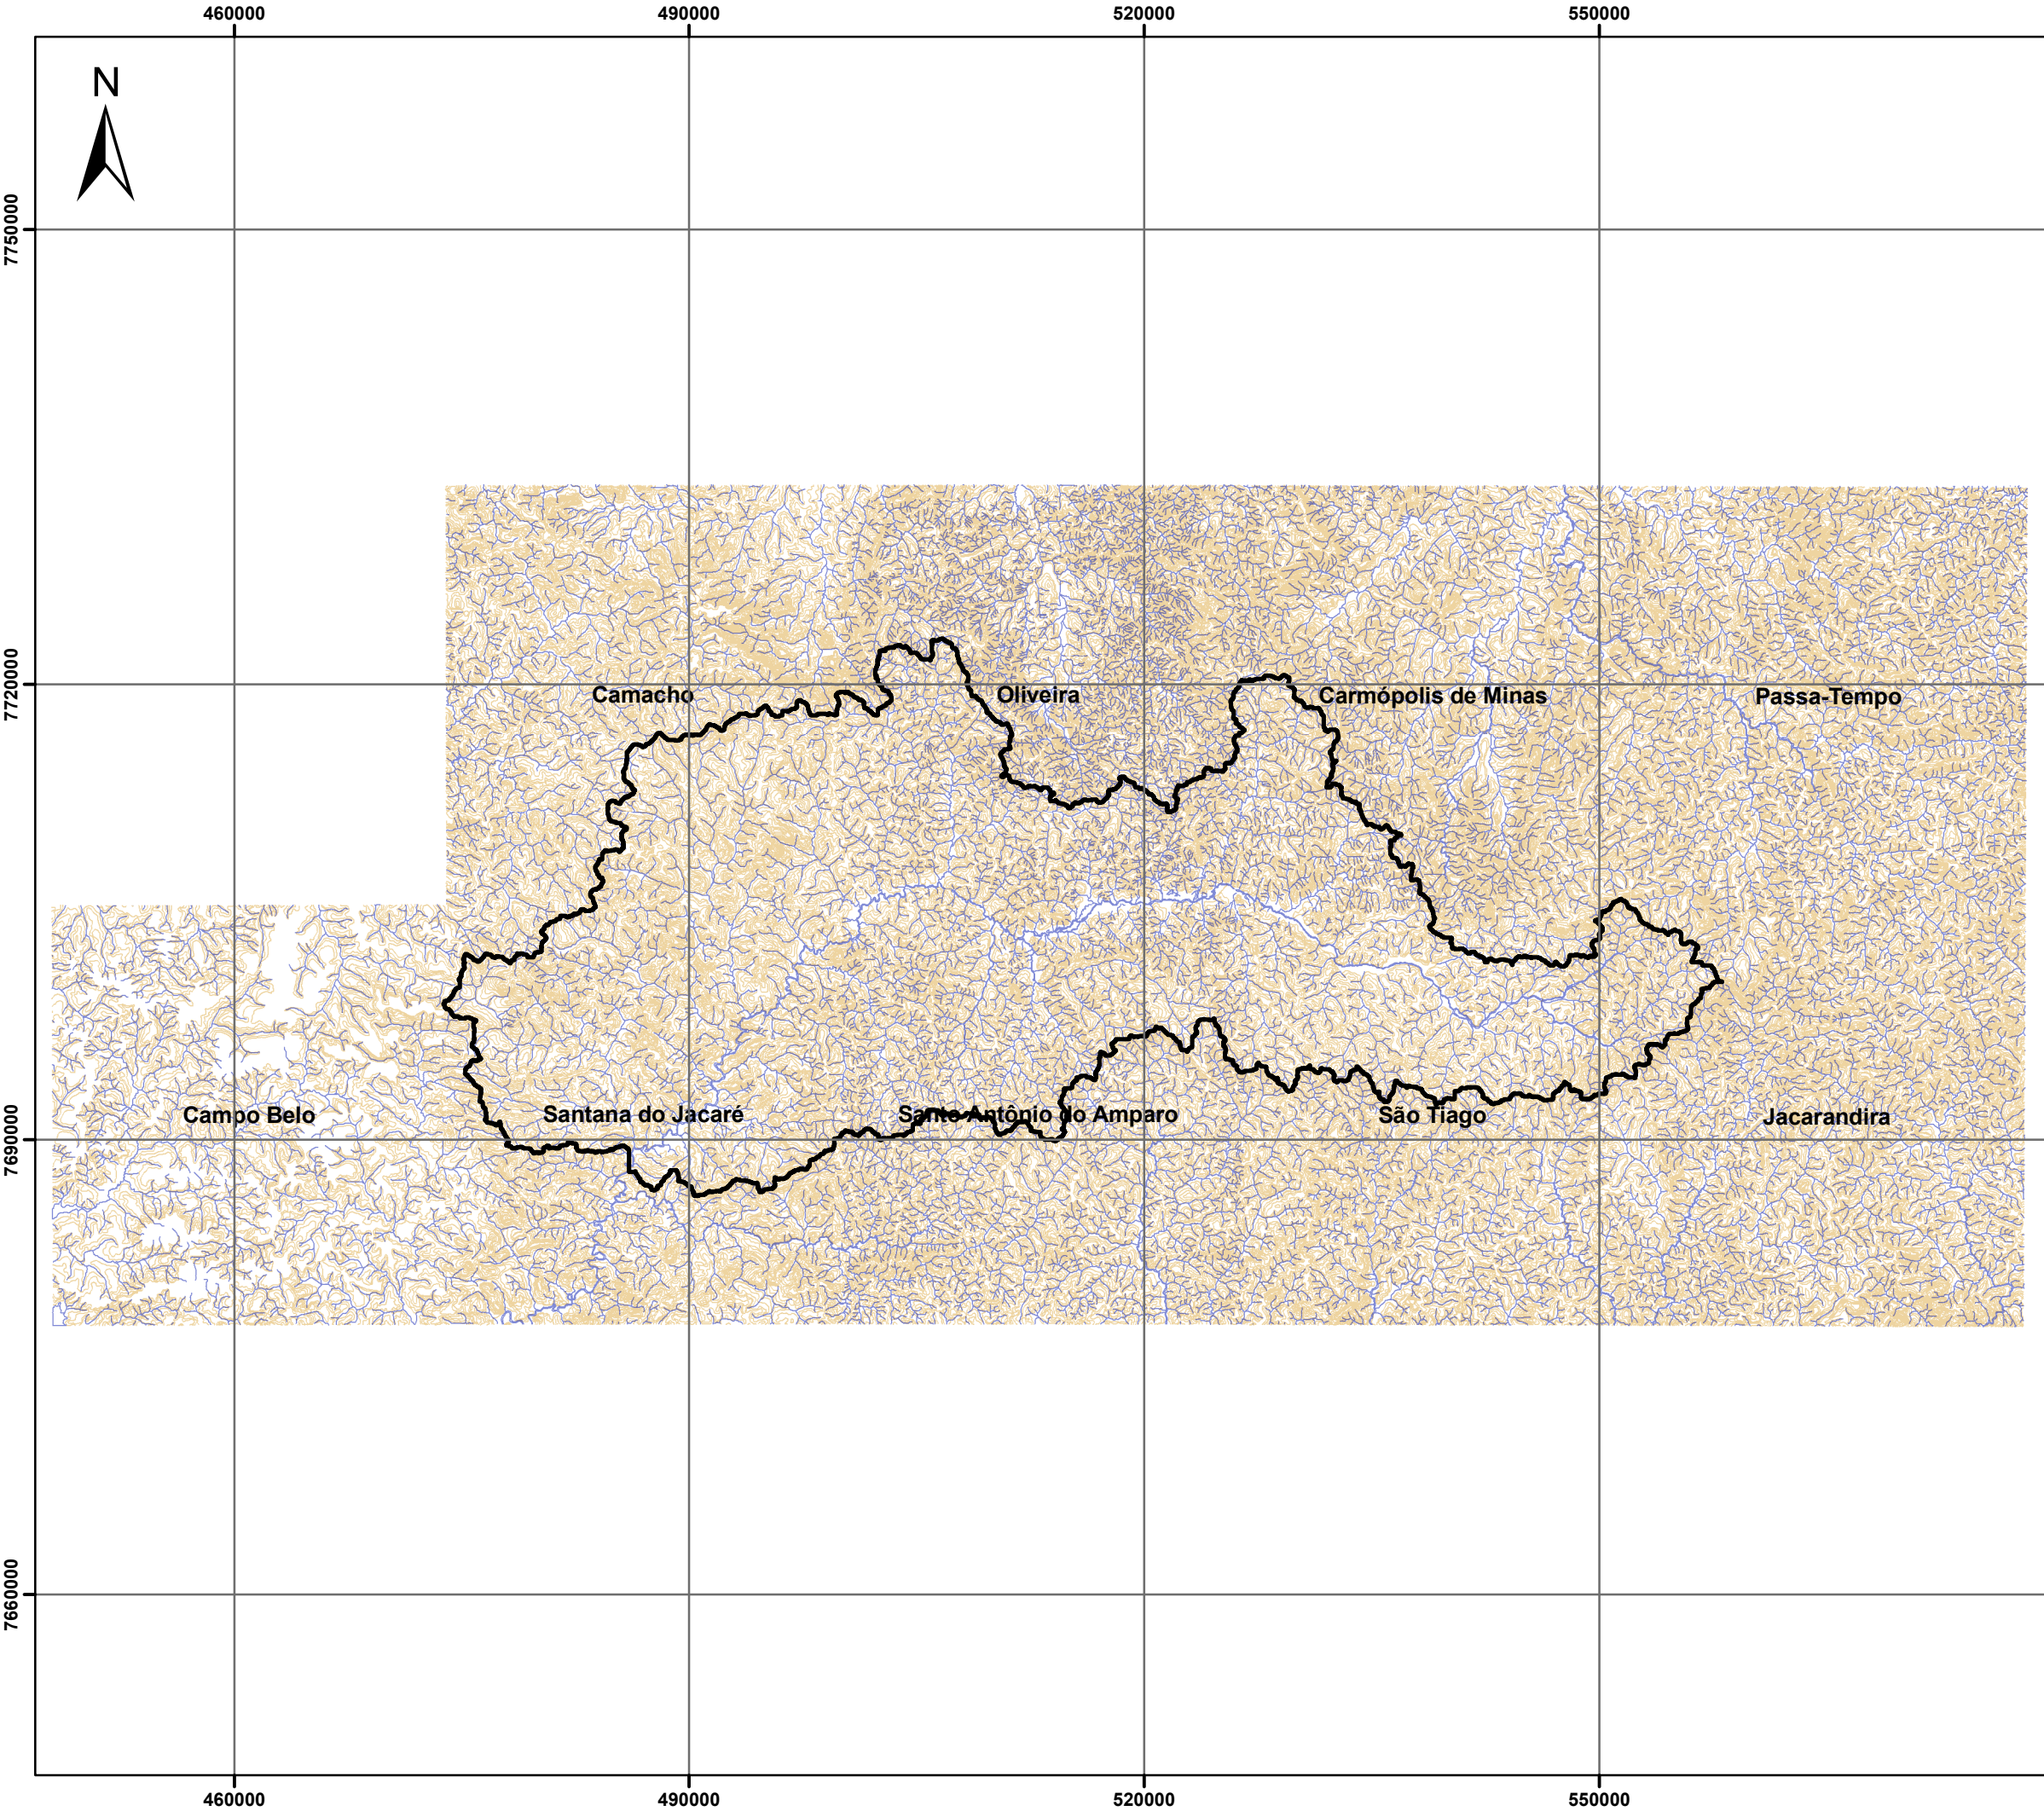 460000 490000 520000 550000
N
7750000
7720000
Camacho Oliveira Carmópolis de Minas Passa-Tempo
7690000
Campo Belo Santana do Jacaré Santo Antônio do Amparo São Tiago Jacarandira
7660000
460000 490000 520000 550000